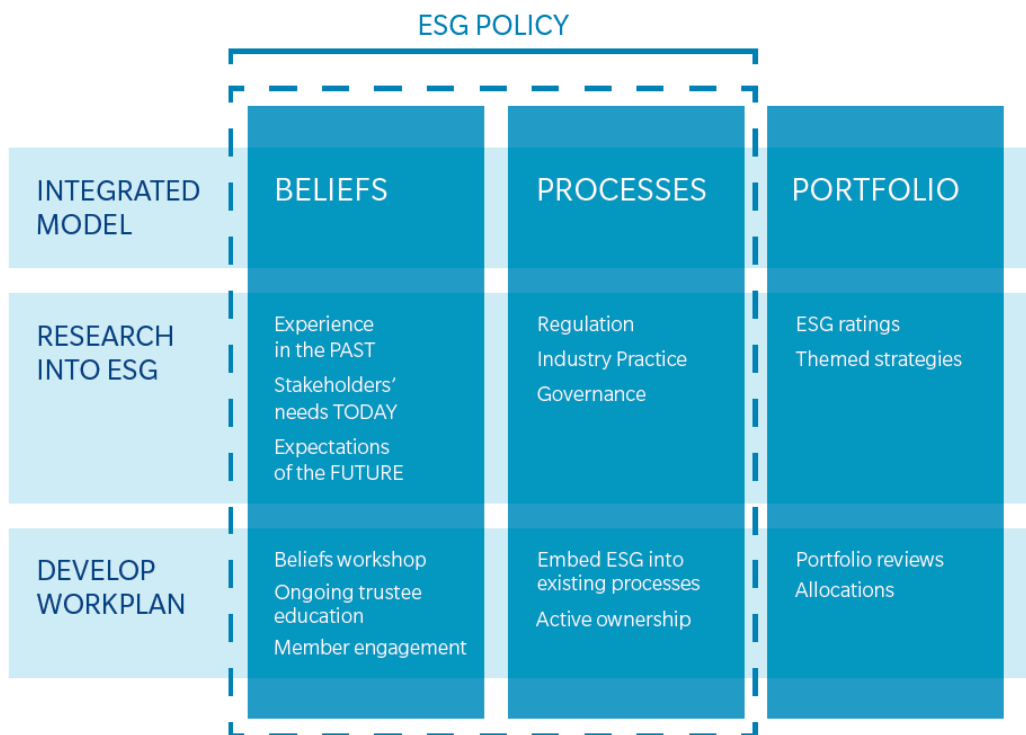 ESG POLICY
INTEGRATED
MODEL
BELIEFS
PROCESSES
PORTFOLIO
RESEARCH
INTO ESG
Experience
in the PAST
Stakeholders’
needs TODAY
Expectations
of the FUTURE
Regulation
Industry Practice
Governance
ESG ratings
Themed strategies
DEVELOP
WORKPLAN
Beliefs workshop
Ongoing trustee
education
Member engagement
Embed ESG into
existing processes
Active ownership
Portfolio reviews
Allocations